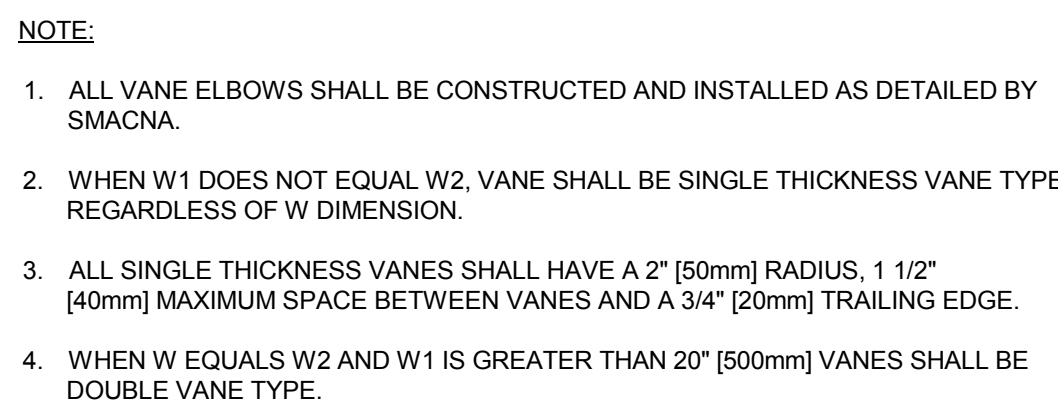 NOTE:
1. ALL VANE ELBOWS SHALL BE CONSTRUCTED AND INSTALLED AS DETAILED BY
SMACNA.
2. WHEN W1 DOES NOT EQUAL W2, VANE SHALL BE SINGLE THICKNESS VANE TYPE
REGARDLESS OF W DIMENSION.
3. ALL SINGLE THICKNESS VANES SHALL HAVE A 2" [50mm] RADIUS, 1 1/2"
[40mm] MAXIMUM SPACE BETWEEN VANES AND A 3/4" [20mm] TRAILING EDGE.
4. WHEN W EQUALS W2 AND W1 IS GREATER THAN 20" [500mm] VANES SHALL BE
DOUBLE VANE TYPE.